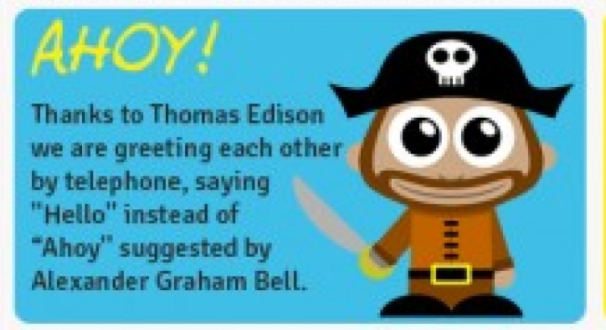 AHOY!
Thanks to Thomas Edison
we are greeting each other
by telephone, saying
"Hello" instead of
“Ahoy” suggested by
Alexander Graham Bell.